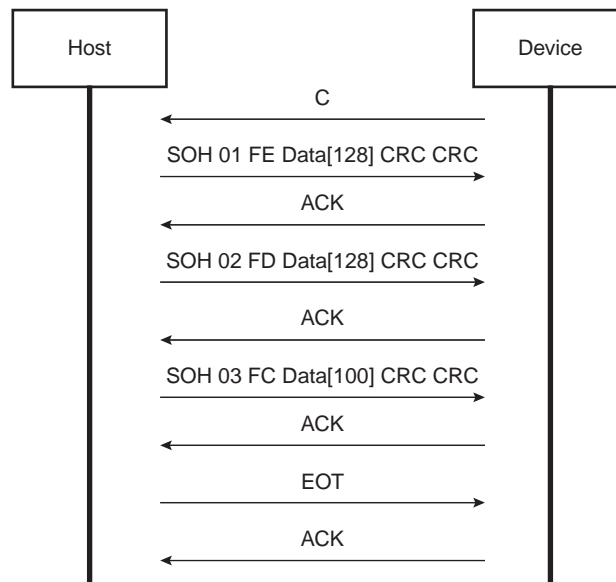 Host
Device
C
SOH 01 FE Data[128] CRC CRC
ACK
SOH 02 FD Data[128] CRC CRC
ACK
SOH 03 FC Data[100] CRC CRC
ACK
EOT
ACK